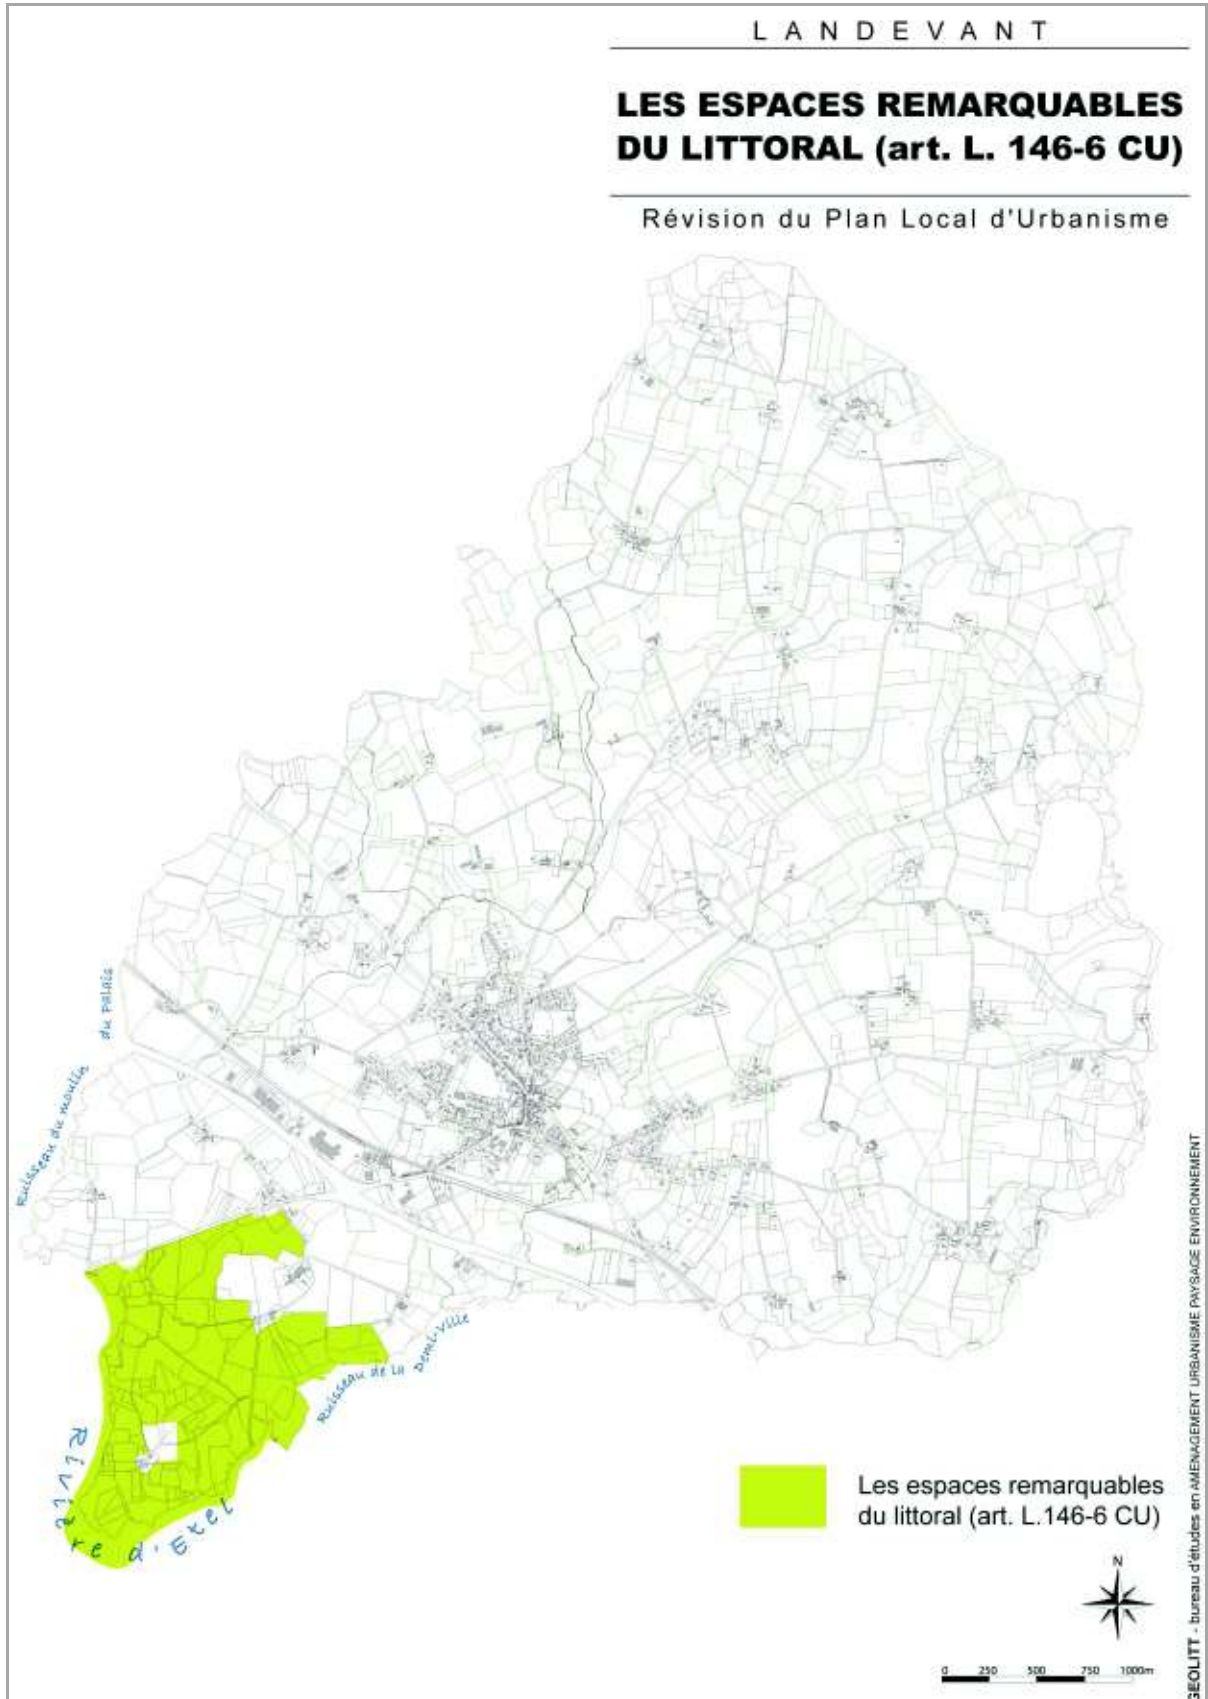 LANDEVANT
LES ESPACES REMARQUABLES
DU LITTORAL (art. L. 146-6 CU)
Révision du Plan Local d'Urbanisme
Ruisseau du moulin du Palais
Ruisseau de la Demi-Ville
Rivière d'Etel
Les espaces remarquables
du littoral (art. L.146-6 CU)
N
0 250 500 750 1000m
GEOLITT - bureau d'études en AMENAGEMENT URBANISME PAYSAGE ENVIRONNEMENT